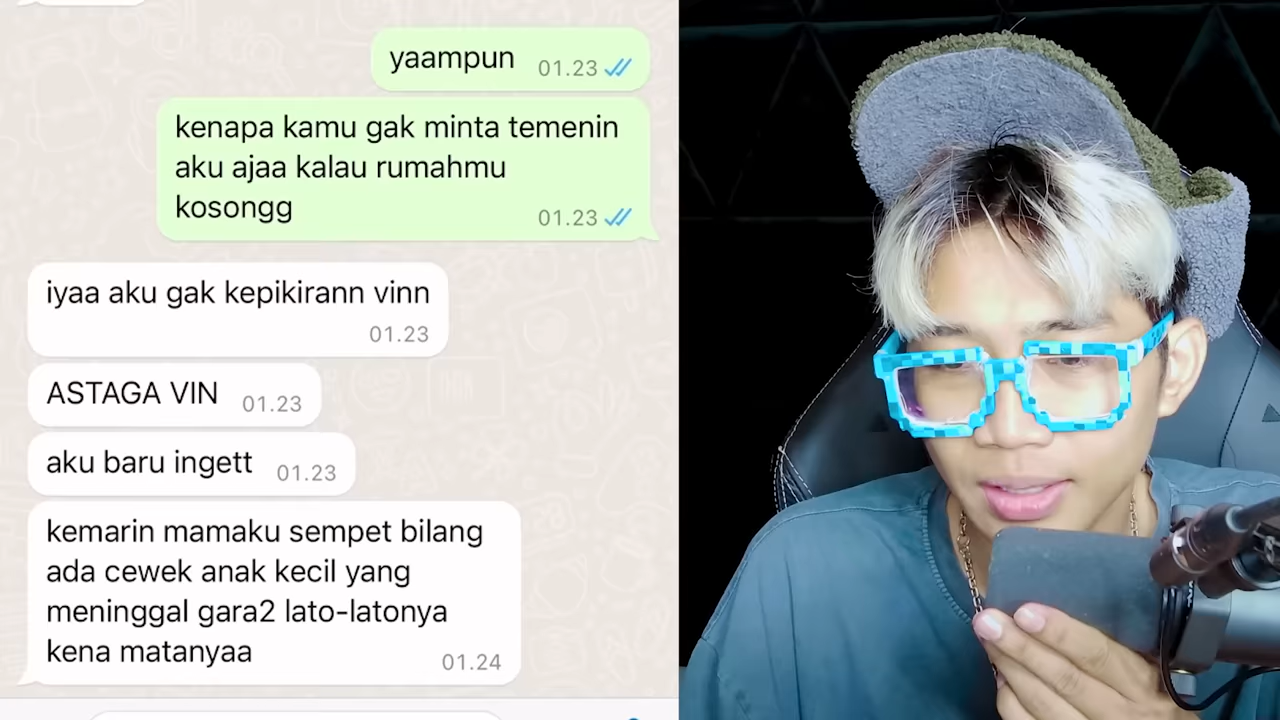 yaampun 01.23
kenapa kamu gak minta temenin
aku ajaa kalau rumahmu
kosongg 01.23
iyaa aku gak kepikirann vinn
01.23
ASTAGA VIN 01.23
aku baru ingett 01.23
kemarin mamaku sempet bilang
ada cewek anak kecil yang
meninggal gara2 lato-latonya
kena matanyaa 01.24